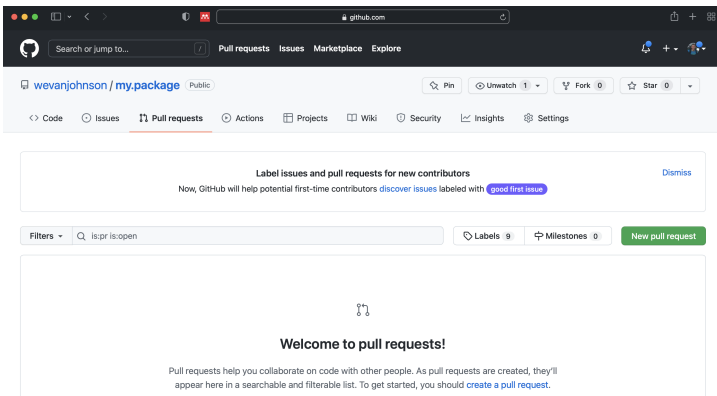 github.com
Search or jump to... / Pull requests Issues Marketplace Explore
wevanjohnson / my.package Public Pin Unwatch 1 Fork 0 Star 0
Code Issues Pull requests Actions Projects Wiki Security Insights Settings
Label issues and pull requests for new contributors Dismiss
Now, GitHub will help potential first-time contributors discover issues labeled with good first issue
Filters is:pr is:open Labels 9 Milestones 0 New pull request
Welcome to pull requests!
Pull requests help you collaborate on code with other people. As pull requests are created, they'll
appear here in a searchable and filterable list. To get started, you should create a pull request.